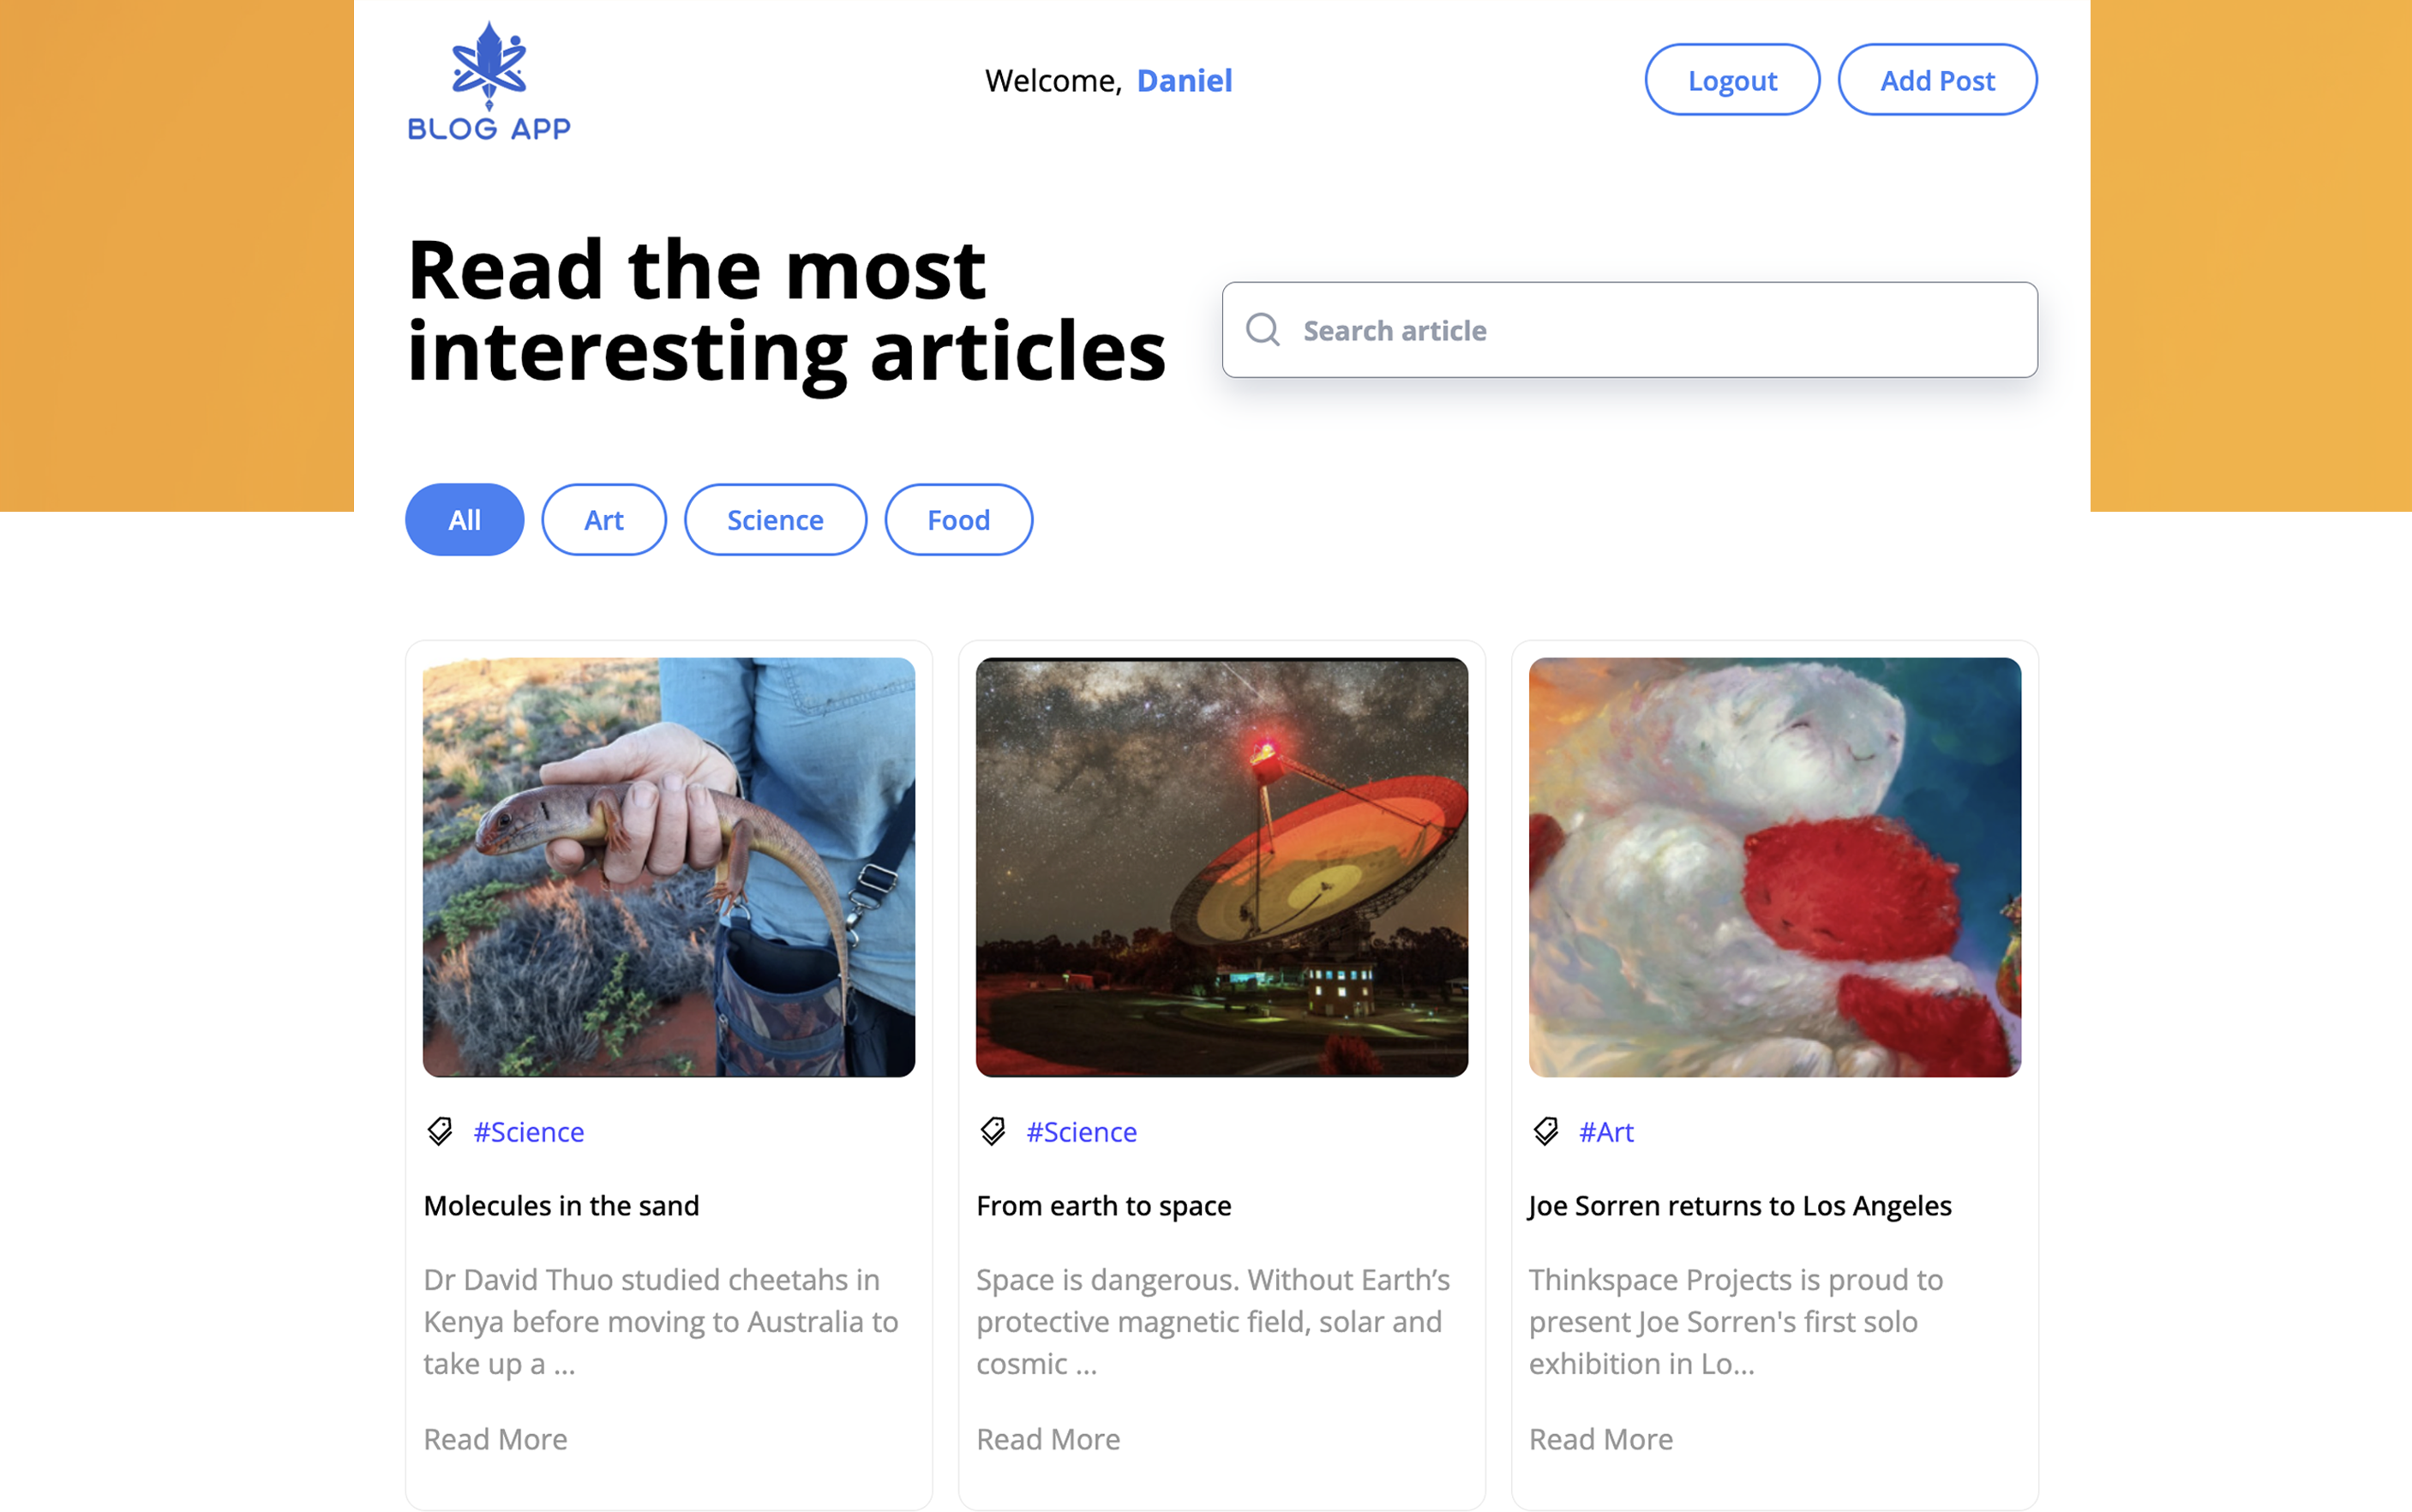 BLOG APP
Welcome, Daniel
Logout
Add Post
Read the most
interesting articles
Search article
All
Art
Science
Food
#Science
Molecules in the sand
Dr David Thuo studied cheetahs in
Kenya before moving to Australia to
take up a ...
Read More
#Science
From earth to space
Space is dangerous. Without Earth’s
protective magnetic field, solar and
cosmic ...
Read More
#Art
Joe Sorren returns to Los Angeles
Thinkspace Projects is proud to
present Joe Sorren's first solo
exhibition in Lo...
Read More